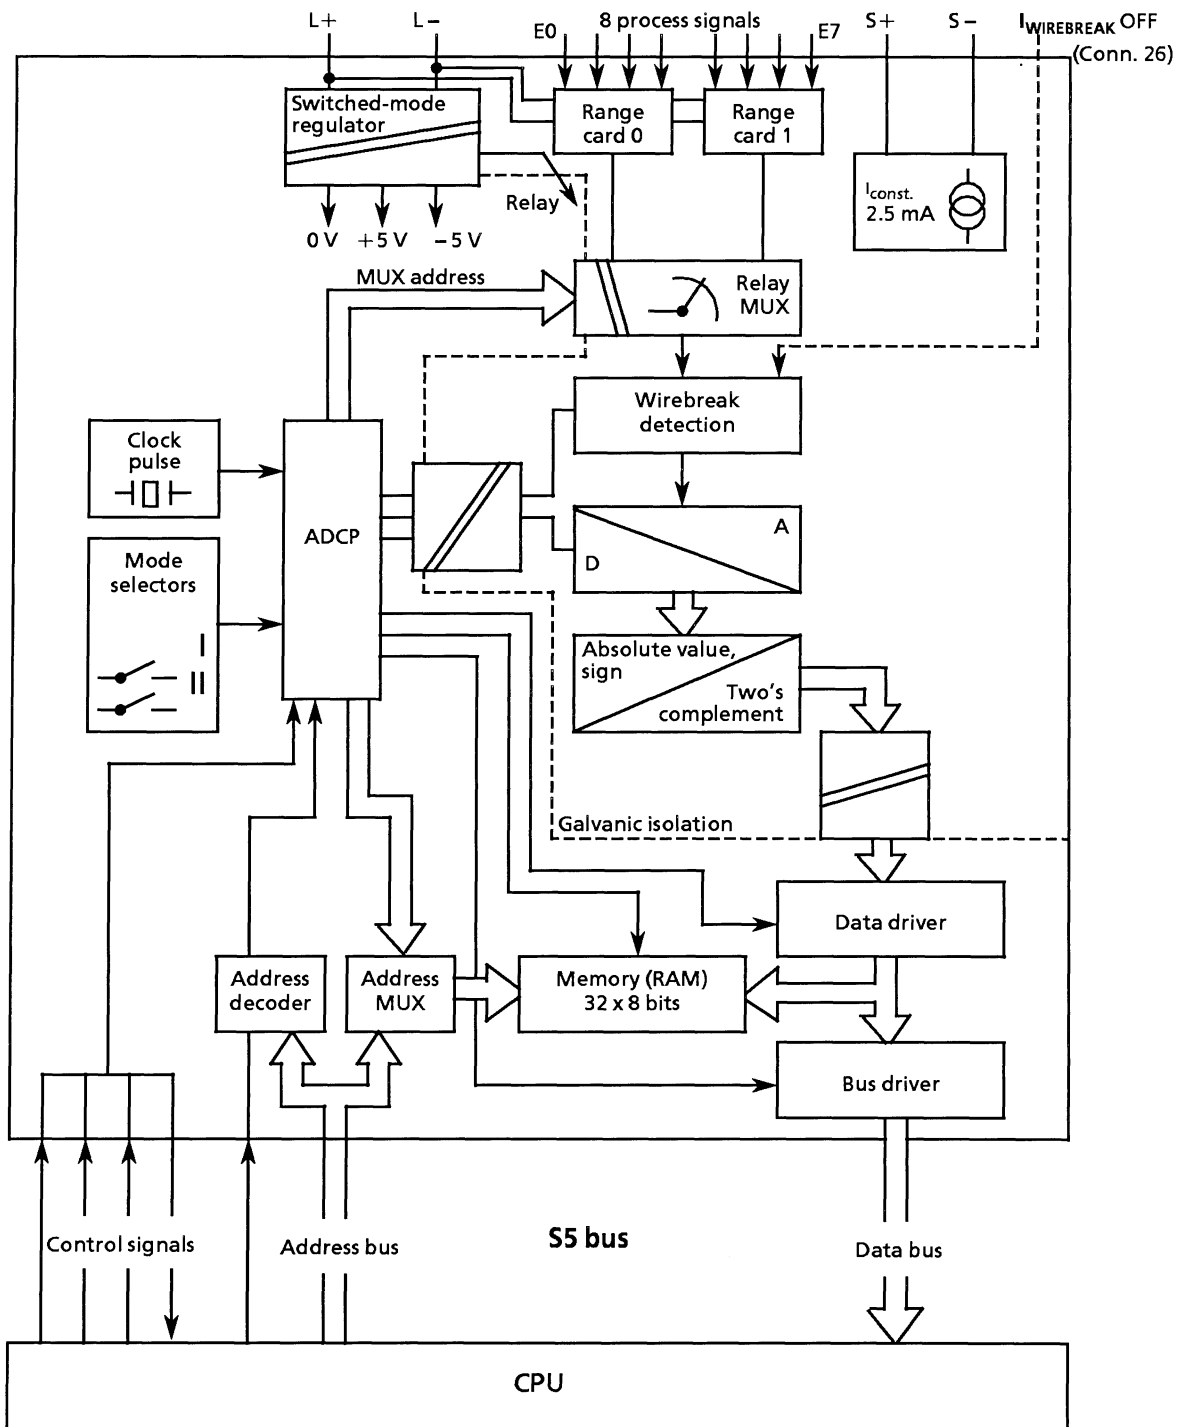 L+
L−
8 process signals
E0
E7
S+
S−
IWIREBREAK OFF
(Conn. 26)
Switched-mode
regulator
Range
card 0
Range
card 1
Iconst.
2.5 mA
Relay
0 V
+5 V
−5 V
MUX address
Relay
MUX
Wirebreak
detection
Clock
pulse
ADCP
A
D
Mode
selectors
I
II
Absolute value,
sign
Two's
complement
Galvanic isolation
Data driver
Address
decoder
Address
MUX
Memory (RAM)
32 x 8 bits
Bus driver
Control signals
Address bus
S5 bus
Data bus
CPU